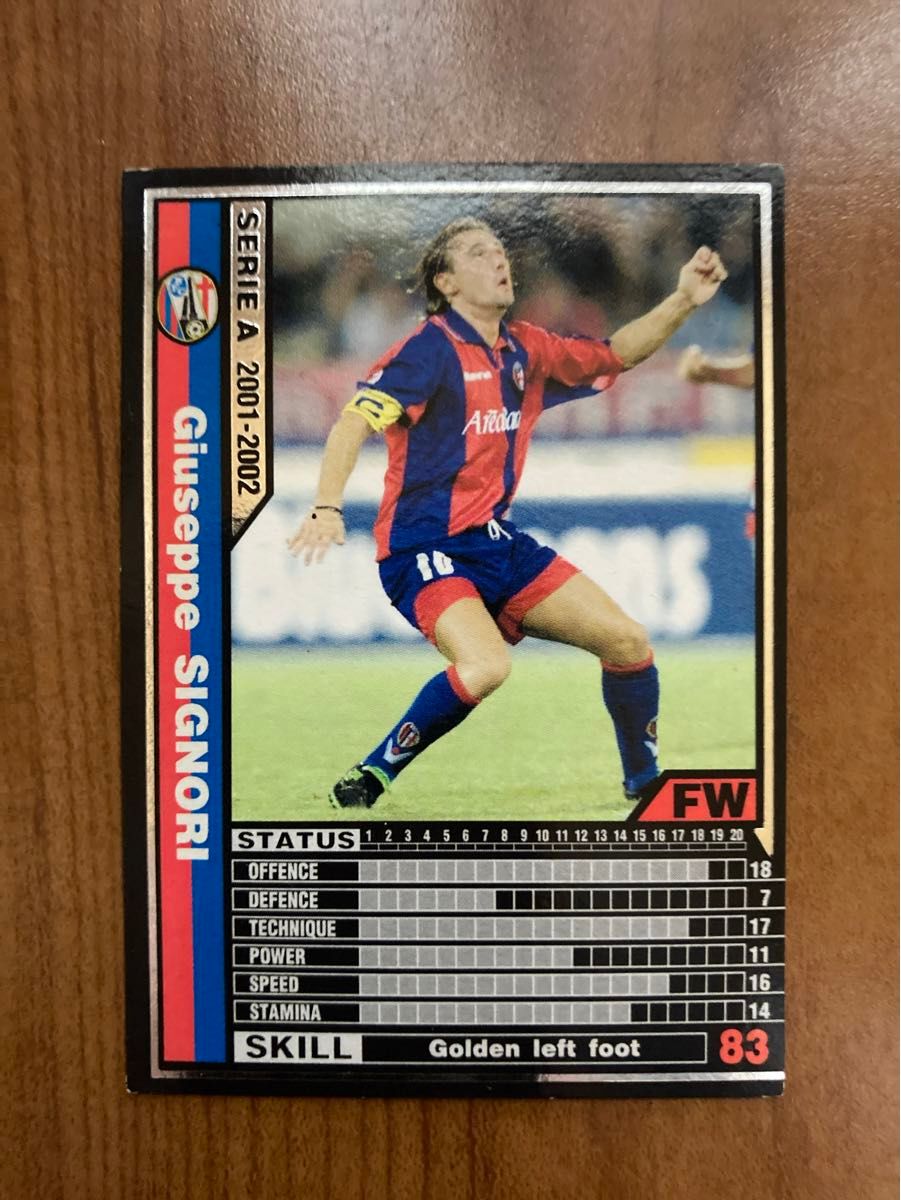 SERIE A 2001-2002
Giuseppe SIGNORI
10
FW
STATUS 1 2 3 4 5 6 7 8 9 10 11 12 13 14 15 16 17 18 19 20
OFFENCE 18
DEFENCE 7
TECHNIQUE 17
POWER 11
SPEED 16
STAMINA 14
SKILL Golden left foot 83